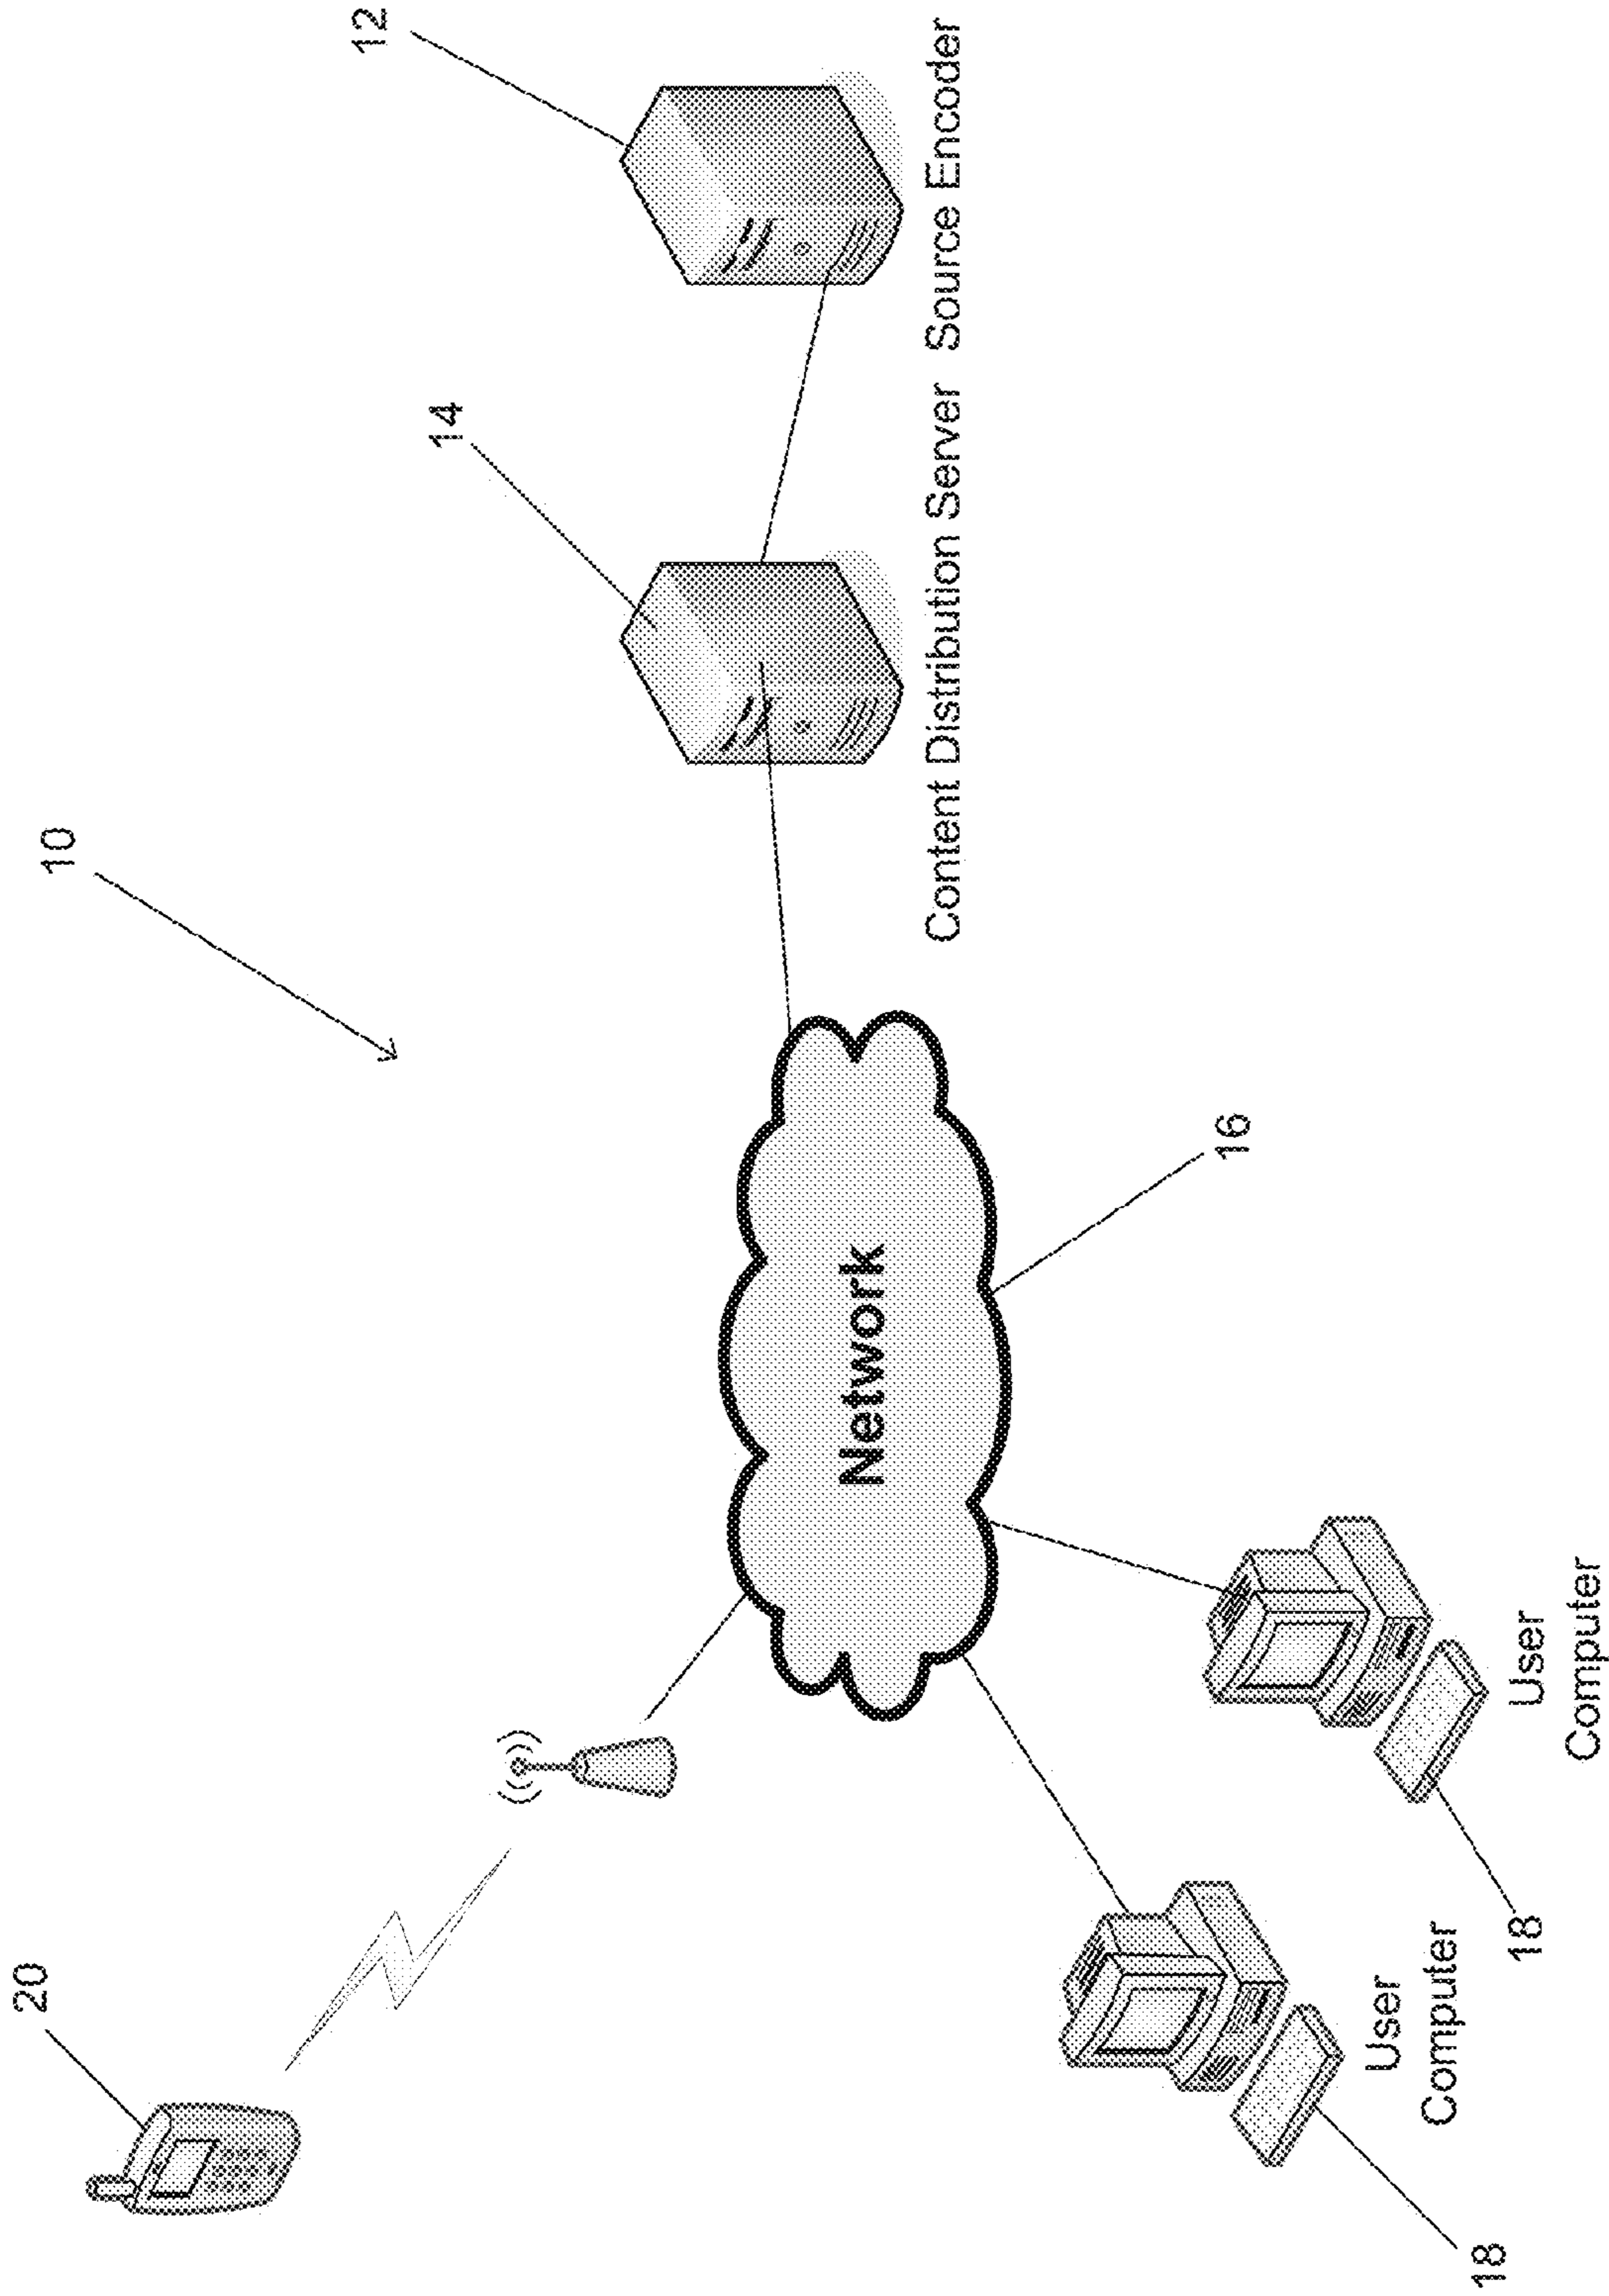 10
12
14
Content Distribution Server
Source Encoder
20
Network
16
User
Computer
18
User
Computer
18